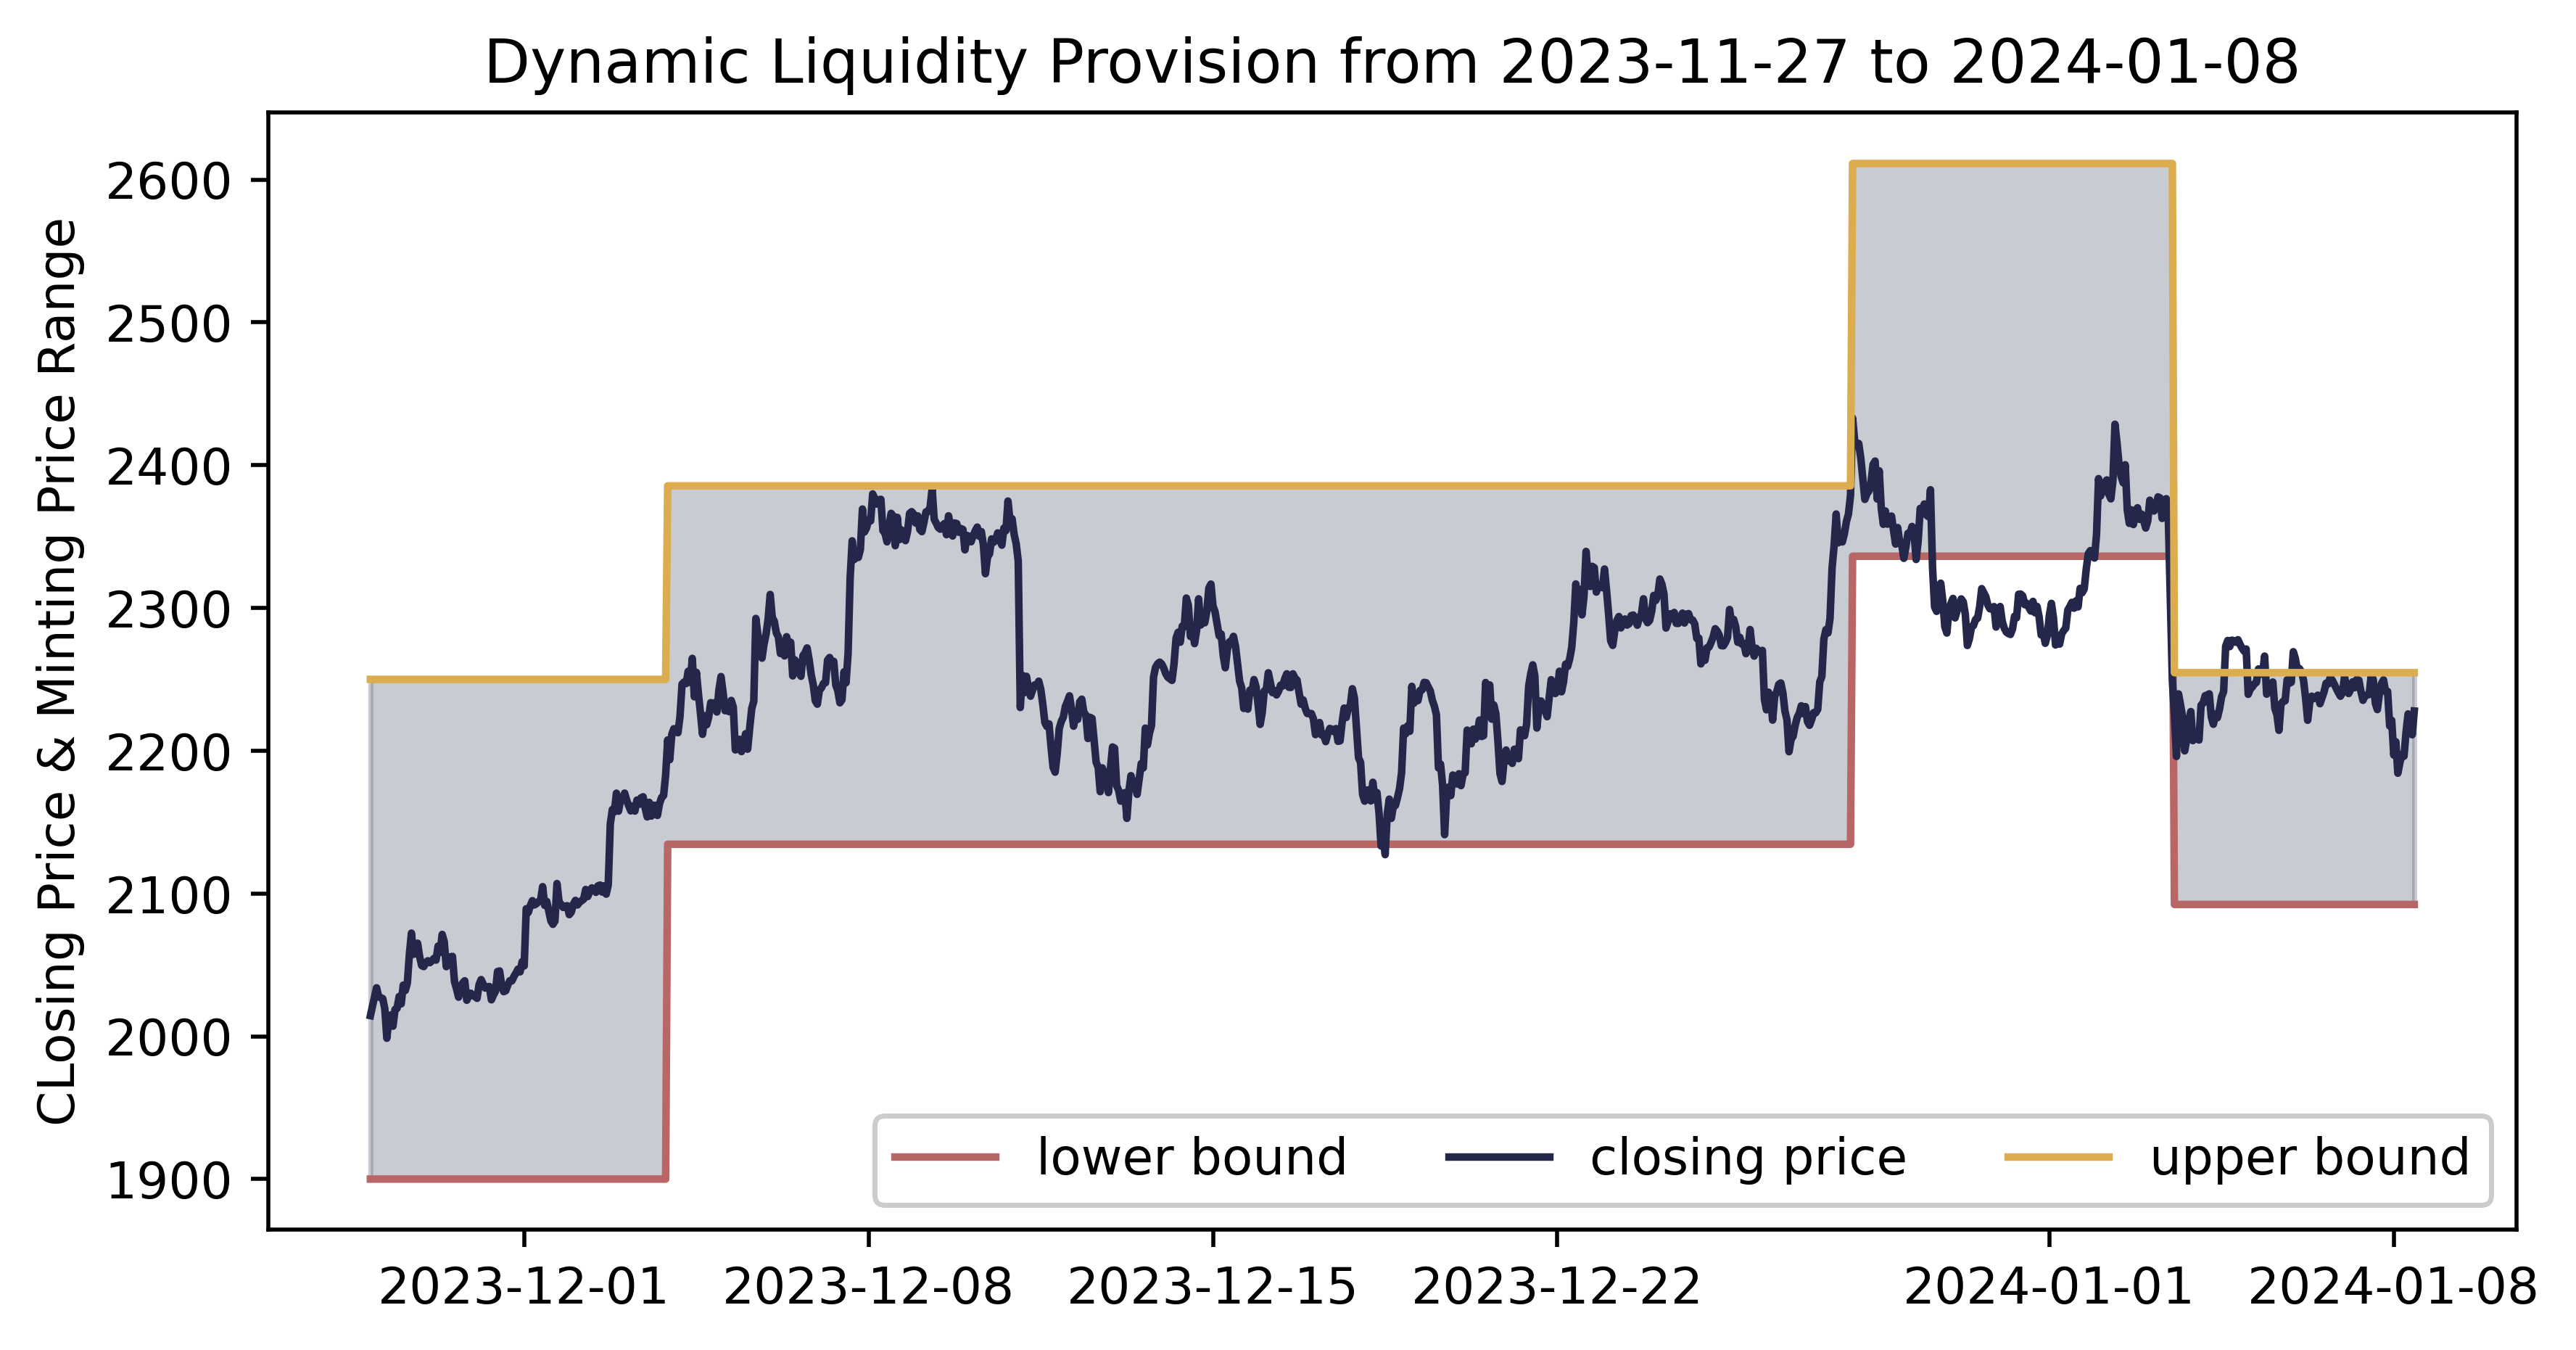 Dynamic Liquidity Provision from 2023-11-27 to 2024-01-08
CLosing Price & Minting Price Range
2600
2500
2400
2300
2200
2100
2000
1900
lower bound closing price upper bound
2023-12-01 2023-12-08 2023-12-15 2023-12-22 2024-01-01 2024-01-08